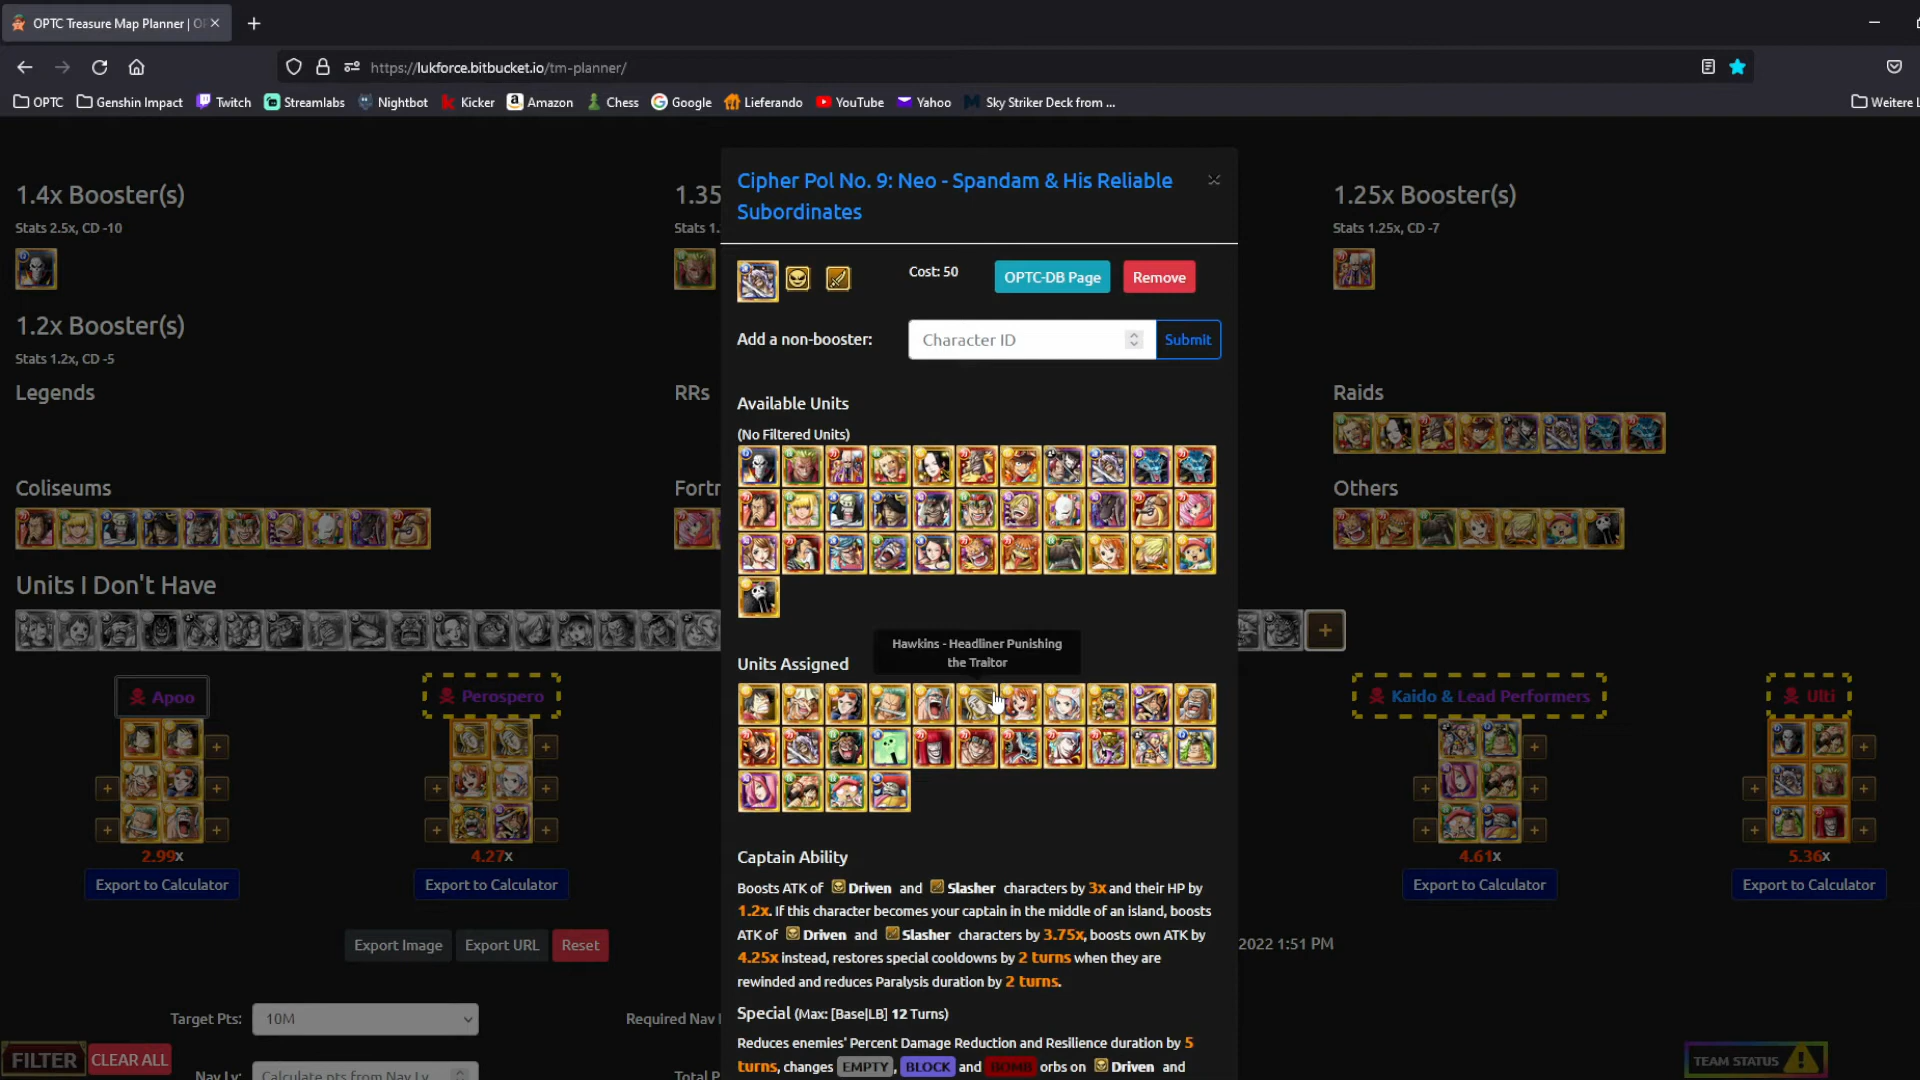 OPTC Treasure Map Planner | O
https://lukforce.bitbucket.io/tm-planner/
OPTC Genshin Impact Twitch Streamlabs Nightbot Kicker Amazon Chess Google Lieferando YouTube Yahoo Sky Striker Deck from ... Weitere L
1.4x Booster(s)
Stats 2.5x, CD -10
1.35
Stats 1.
1.25x Booster(s)
Stats 1.25x, CD -7
1.2x Booster(s)
Stats 1.2x, CD -5
Legends
RRs
Raids
Coliseums
Fortr
Others
Units I Don't Have
Cipher Pol No. 9: Neo - Spandam & His Reliable
Subordinates
Cost: 50 OPTC-DB Page Remove
Add a non-booster: Character ID Submit
Available Units
(No Filtered Units)
Hawkins - Headliner Punishing
the Traitor
Units Assigned
Captain Ability
Boosts ATK of Driven and Slasher characters by 3x and their HP by
1.2x. If this character becomes your captain in the middle of an island, boosts
ATK of Driven and Slasher characters by 3.75x, boosts own ATK by
4.25x instead, restores special cooldowns by 2 turns when they are
rewinded and reduces Paralysis duration by 2 turns.
Special (Max: [Base|LB] 12 Turns)
Reduces enemies' Percent Damage Reduction and Resilience duration by 5
turns, changes EMPTY, BLOCK and BOMB orbs on Driven and
Apoo
2.99x
Export to Calculator
Perospero
4.27x
Export to Calculator
Kaido & Lead Performers
4.61x
Export to Calculator
Ulti
5.36x
Export to Calculator
Export Image Export URL Reset
2022 1:51 PM
Target Pts: 10M
Required Nav
FILTER CLEAR ALL
Nav Lv: Calculate pts from Nav Lv
Total P
TEAM STATUS